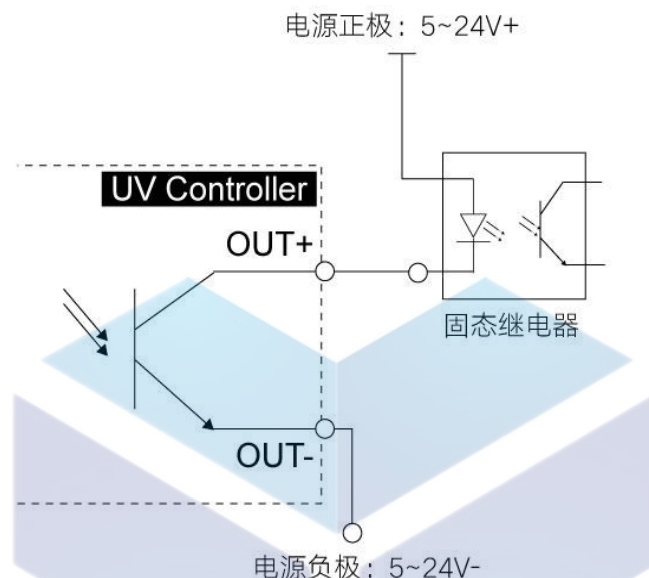 电源正极：5~24V+
UV Controller
OUT+
固态继电器
OUT-
电源负极：5~24V-